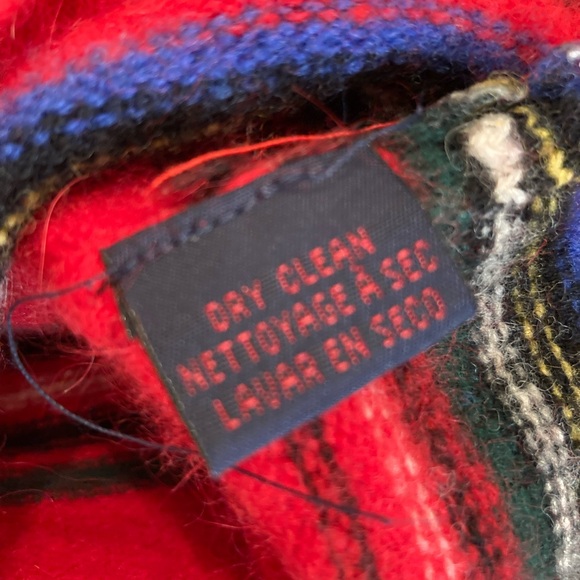 DRY CLEAN
NETTOYAGE À SEC
LAVAR EN SECO